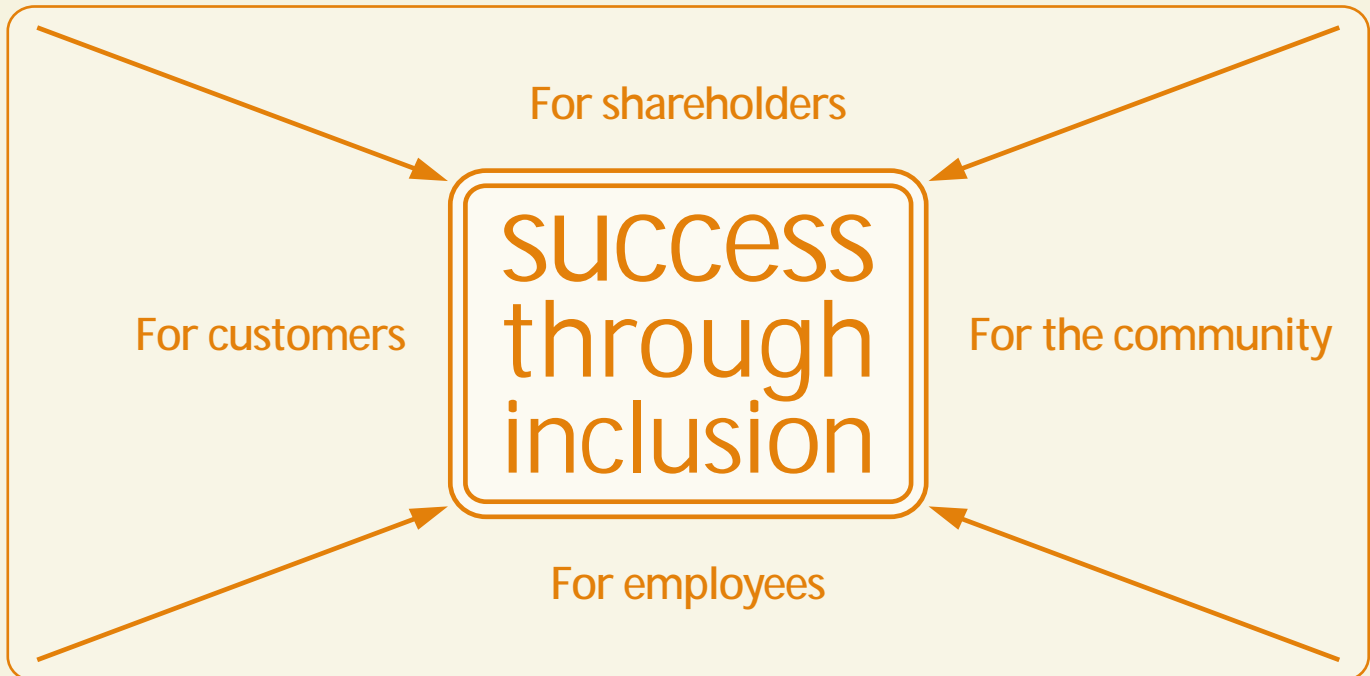 For shareholders
success
through
inclusion
For customers
For the community
For employees